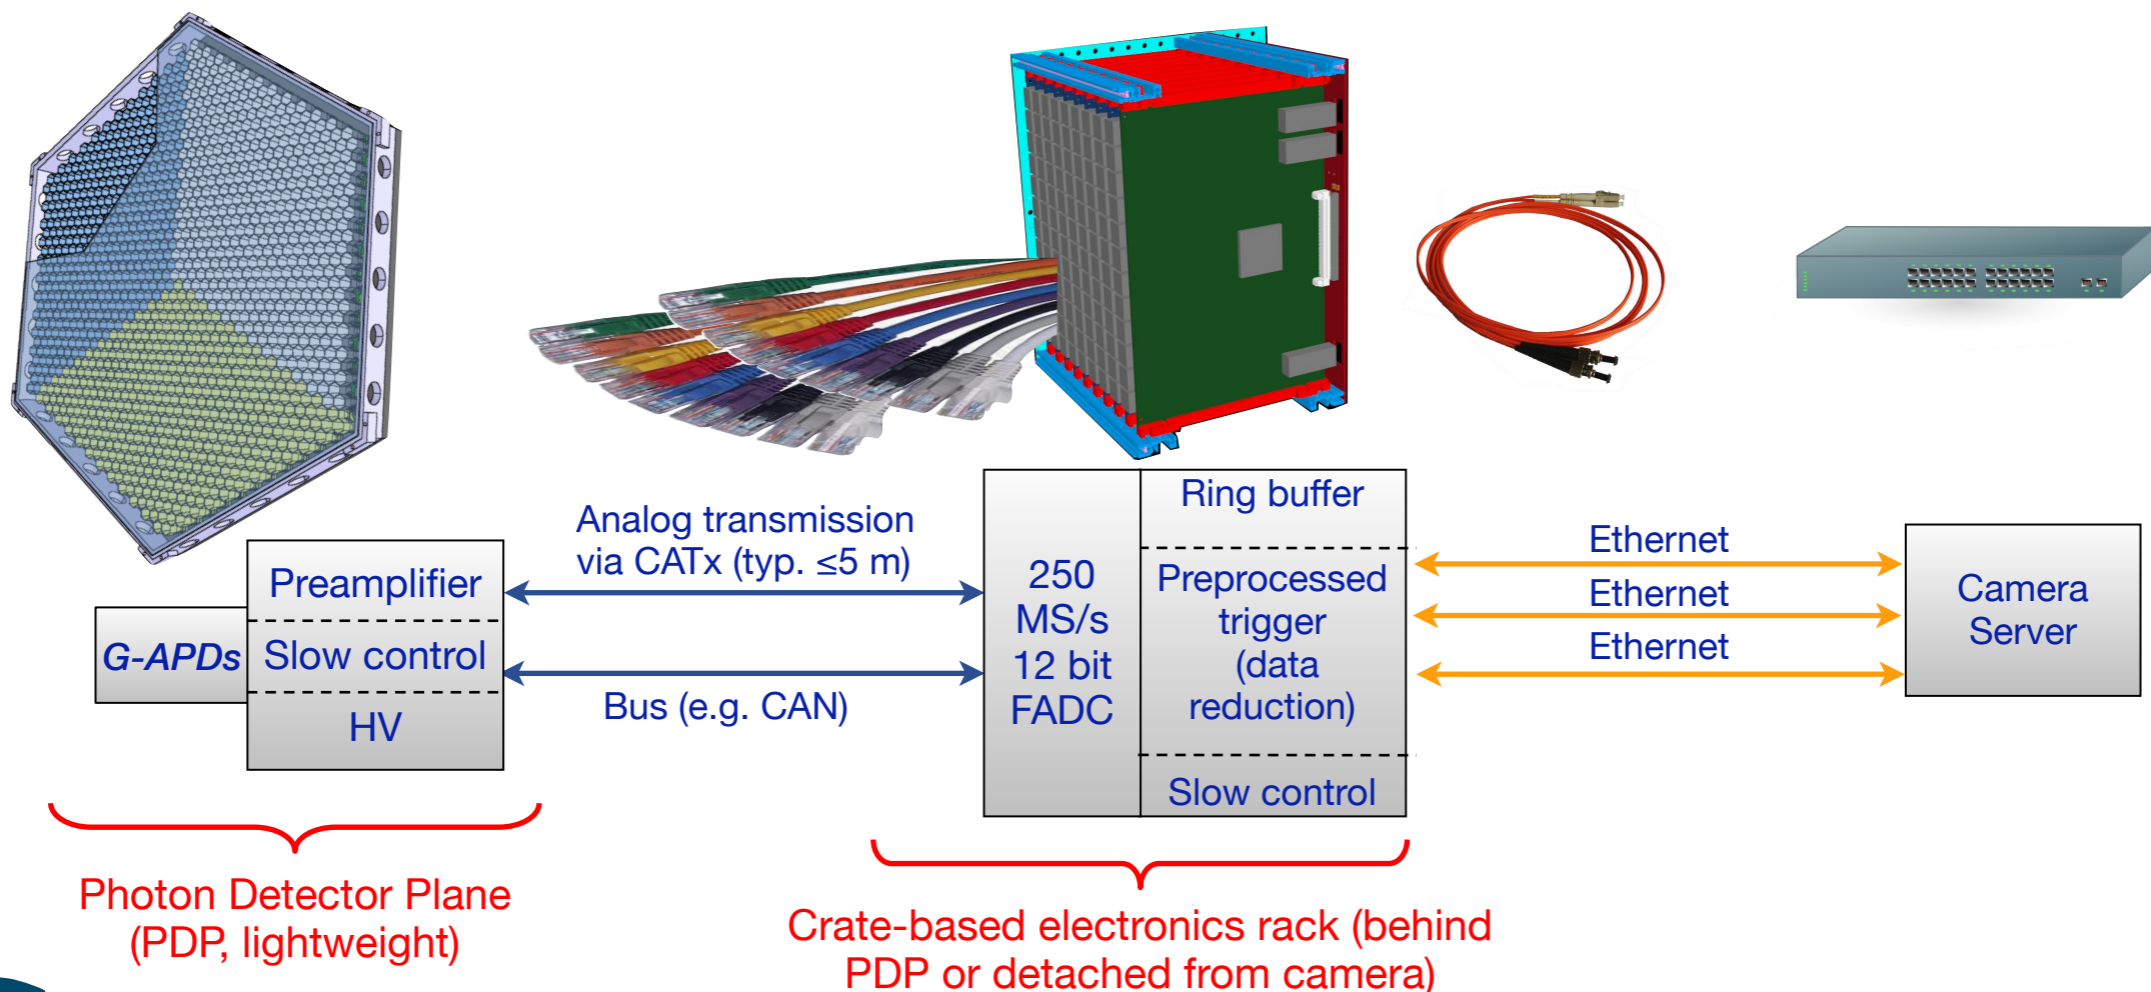 G-APDs
Preamplifier
Slow control
HV
Analog transmission
via CATx (typ. ≤5 m)
Bus (e.g. CAN)
250
MS/s
12 bit
FADC
Ring buffer
Preprocessed
trigger
(data
reduction)
Slow control
Ethernet
Ethernet
Ethernet
Camera
Server
Photon Detector Plane
(PDP, lightweight)
Crate-based electronics rack (behind
PDP or detached from camera)